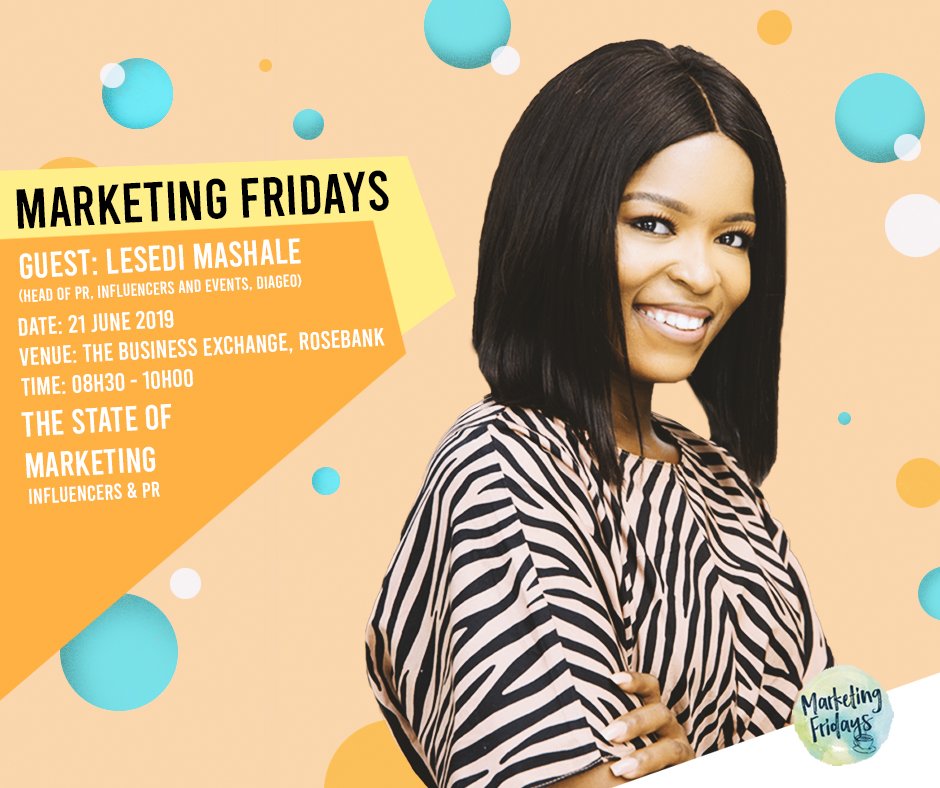 MARKETING FRIDAYS
GUEST: LESEDI MASHALE
(HEAD OF PR, INFLUENCERS AND EVENTS, DIAGEO)
DATE: 21 JUNE 2019
VENUE: THE BUSINESS EXCHANGE, ROSEBANK
TIME: 08H30 - 10H00
THE STATE OF
MARKETING
INFLUENCERS & PR
Marketing
Fridays